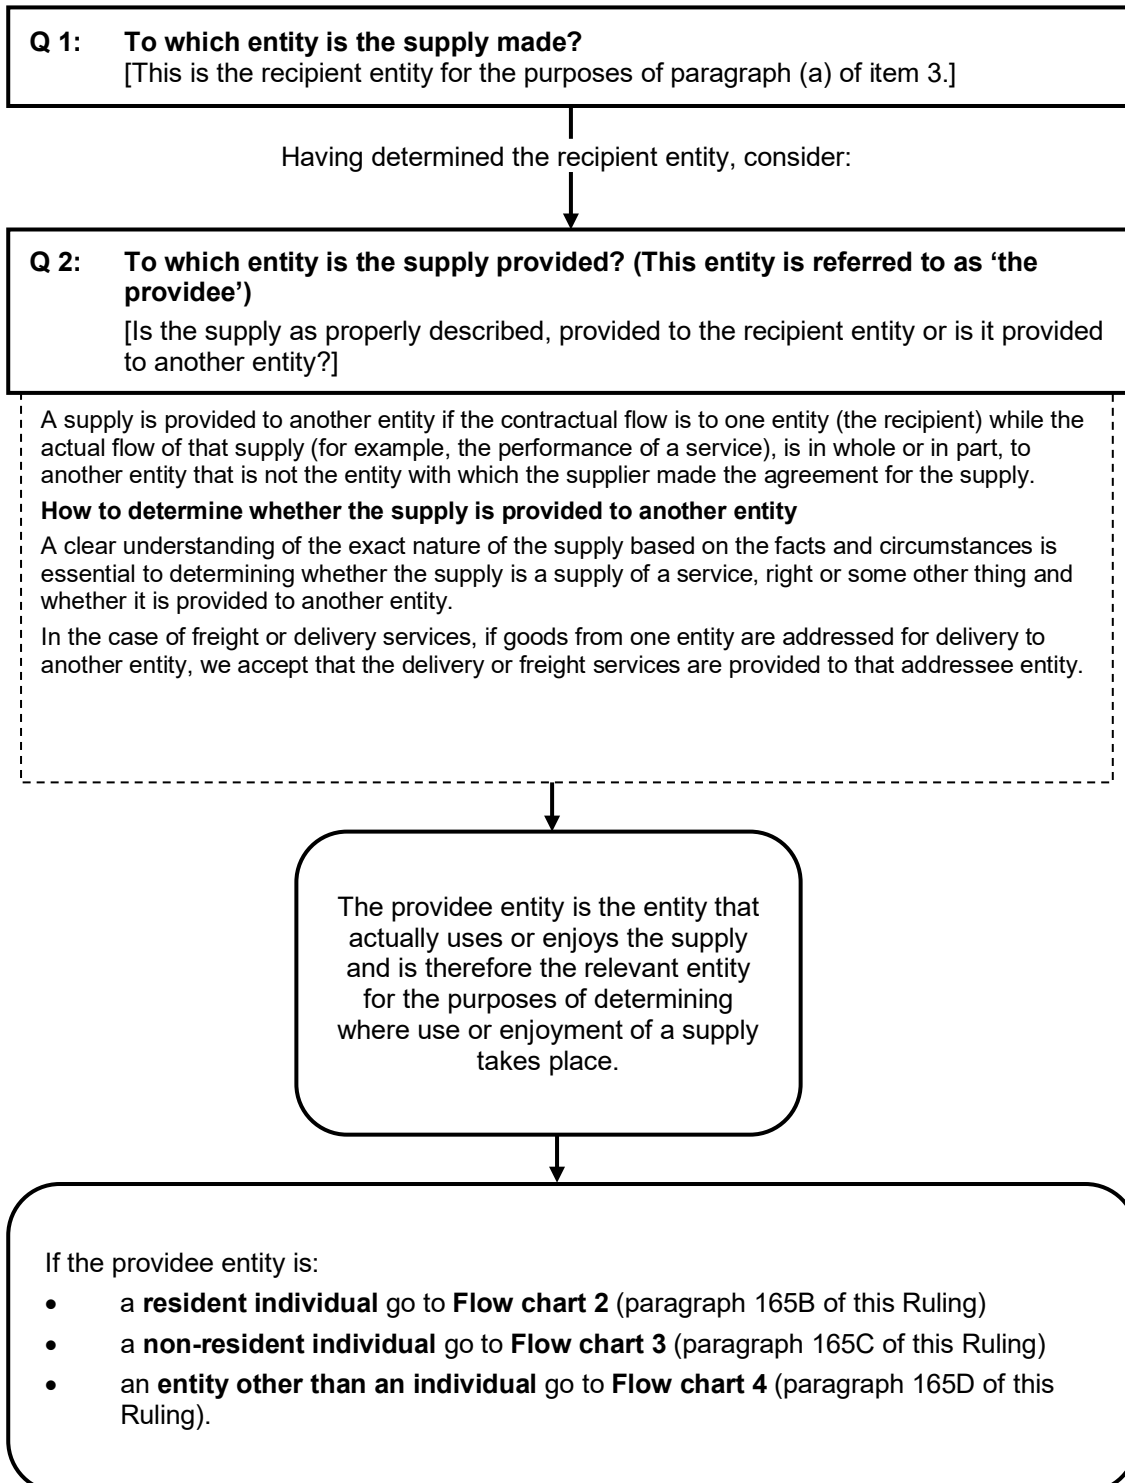 Q 1: To which entity is the supply made?
[This is the recipient entity for the purposes of paragraph (a) of item 3.]
Having determined the recipient entity, consider:
Q 2: To which entity is the supply provided? (This entity is referred to as ‘the
providee’)
[Is the supply as properly described, provided to the recipient entity or is it provided
to another entity?]
A supply is provided to another entity if the contractual flow is to one entity (the recipient) while the
actual flow of that supply (for example, the performance of a service), is in whole or in part, to
another entity that is not the entity with which the supplier made the agreement for the supply.
How to determine whether the supply is provided to another entity
A clear understanding of the exact nature of the supply based on the facts and circumstances is
essential to determining whether the supply is a supply of a service, right or some other thing and
whether it is provided to another entity.
In the case of freight or delivery services, if goods from one entity are addressed for delivery to
another entity, we accept that the delivery or freight services are provided to that addressee entity.
The providee entity is the entity that
actually uses or enjoys the supply
and is therefore the relevant entity
for the purposes of determining
where use or enjoyment of a supply
takes place.
If the providee entity is:
• a resident individual go to Flow chart 2 (paragraph 165B of this Ruling)
• a non-resident individual go to Flow chart 3 (paragraph 165C of this Ruling)
• an entity other than an individual go to Flow chart 4 (paragraph 165D of this
Ruling).